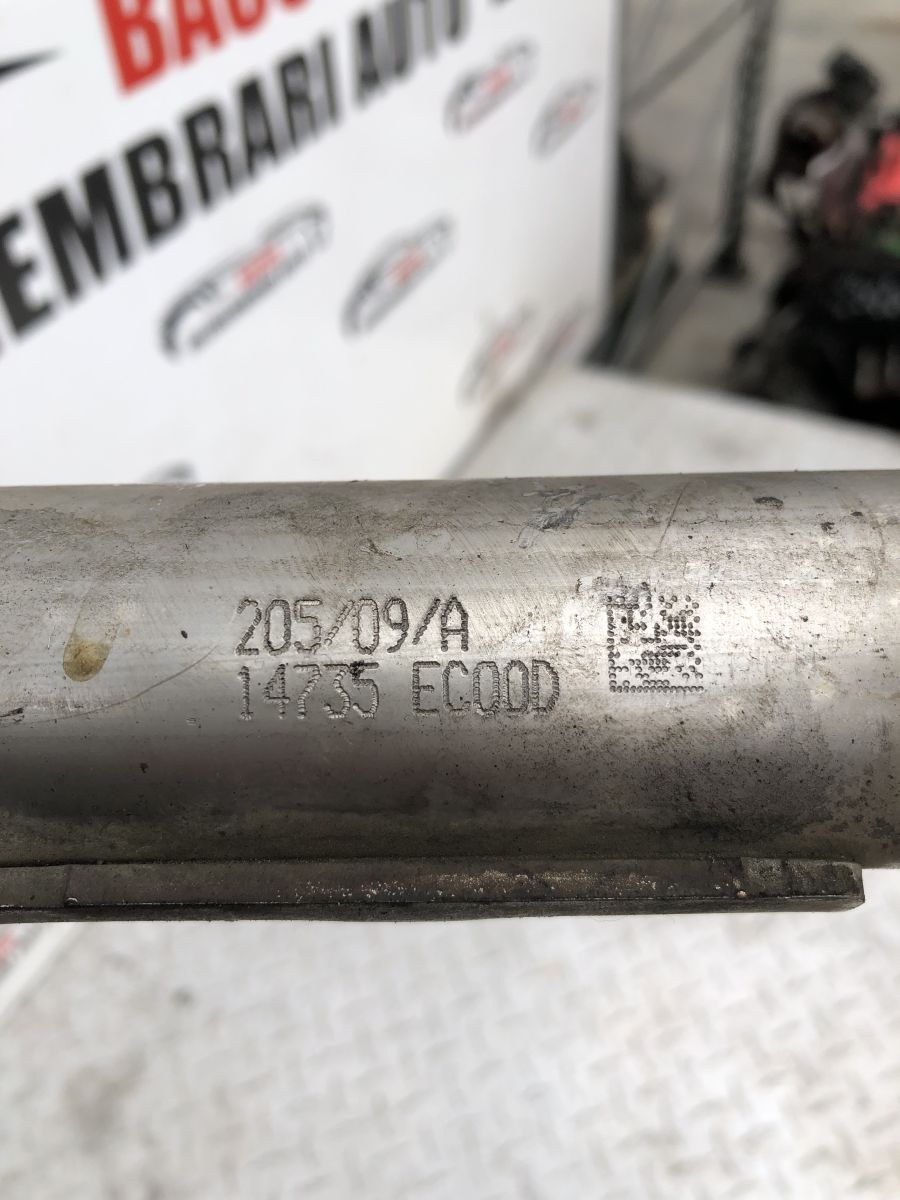 EMBRARI AUTO
205/09/A
14735 EC00D